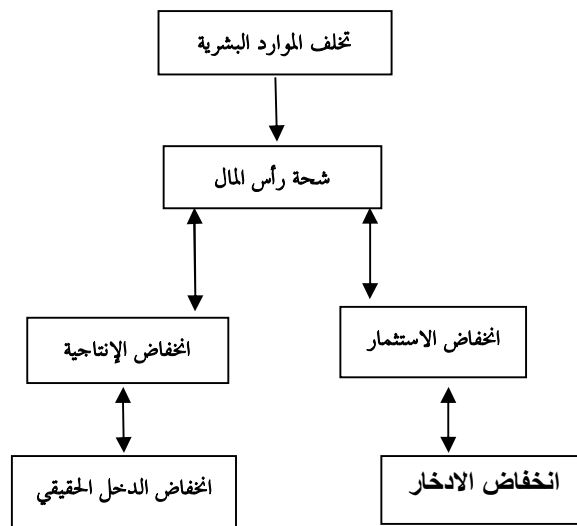 تخلف الموارد البشرية
شحة رأس المال
انخفاض الاستثمار
انخفاض الإنتاجية
انخفاض الادخار
انخفاض الدخل الحقيقي